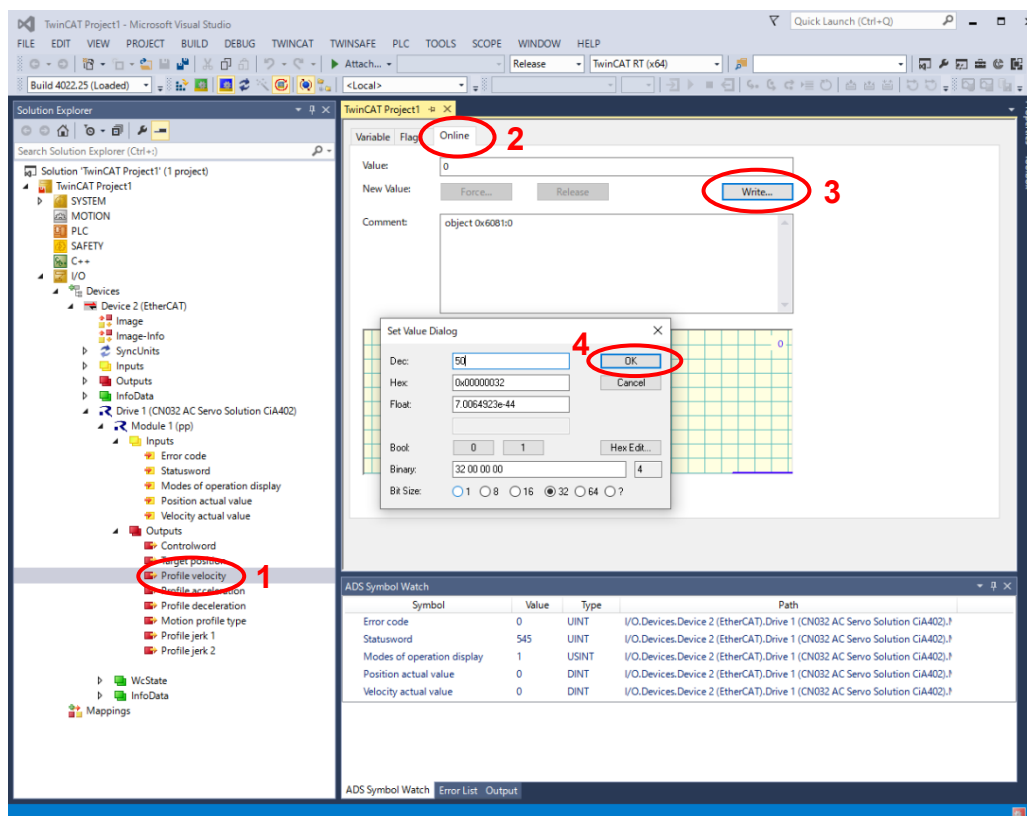 TwinCAT Project1 - Microsoft Visual Studio
Quick Launch (Ctrl+Q)
FILE EDIT VIEW PROJECT BUILD DEBUG TWINCAT TWINSAFE PLC TOOLS SCOPE WINDOW HELP
Attach... Release TwinCAT RT (x64)
Build 4022.25 (Loaded) <Local>
Solution Explorer
Search Solution Explorer (Ctrl+;)
Solution 'TwinCAT Project1' (1 project)
TwinCAT Project1
SYSTEM
MOTION
PLC
SAFETY
C++
I/O
Devices
Device 2 (EtherCAT)
Image
Image-Info
SyncUnits
Inputs
Outputs
InfoData
Drive 1 (CN032 AC Servo Solution CiA402)
Module 1 (pp)
Inputs
Error code
Statusword
Modes of operation display
Position actual value
Velocity actual value
Outputs
Controlword
Target position
Profile velocity 1
Profile acceleration
Profile deceleration
Motion profile type
Profile jerk 1
Profile jerk 2
WcState
InfoData
Mappings
TwinCAT Project1
Variable Flags Online 2
Value: 0
New Value: Force... Release Write... 3
Comment: object 0x6081:0
0
Set Value Dialog
4
Dec: 50 OK
Hex: 0x00000032 Cancel
Float: 7.0064923e-44
Bool: 0 1 Hex Edit...
Binary: 32 00 00 00 4
Bit Size: 1 8 16 32 64 ?
ADS Symbol Watch
Symbol Value Type Path
Error code 0 UINT I/O.Devices.Device 2 (EtherCAT).Drive 1 (CN032 AC Servo Solution CiA402).
Statusword 545 UINT I/O.Devices.Device 2 (EtherCAT).Drive 1 (CN032 AC Servo Solution CiA402).
Modes of operation display 1 USINT I/O.Devices.Device 2 (EtherCAT).Drive 1 (CN032 AC Servo Solution CiA402).
Position actual value 0 DINT I/O.Devices.Device 2 (EtherCAT).Drive 1 (CN032 AC Servo Solution CiA402).
Velocity actual value 0 DINT I/O.Devices.Device 2 (EtherCAT).Drive 1 (CN032 AC Servo Solution CiA402).
ADS Symbol Watch Error List Output